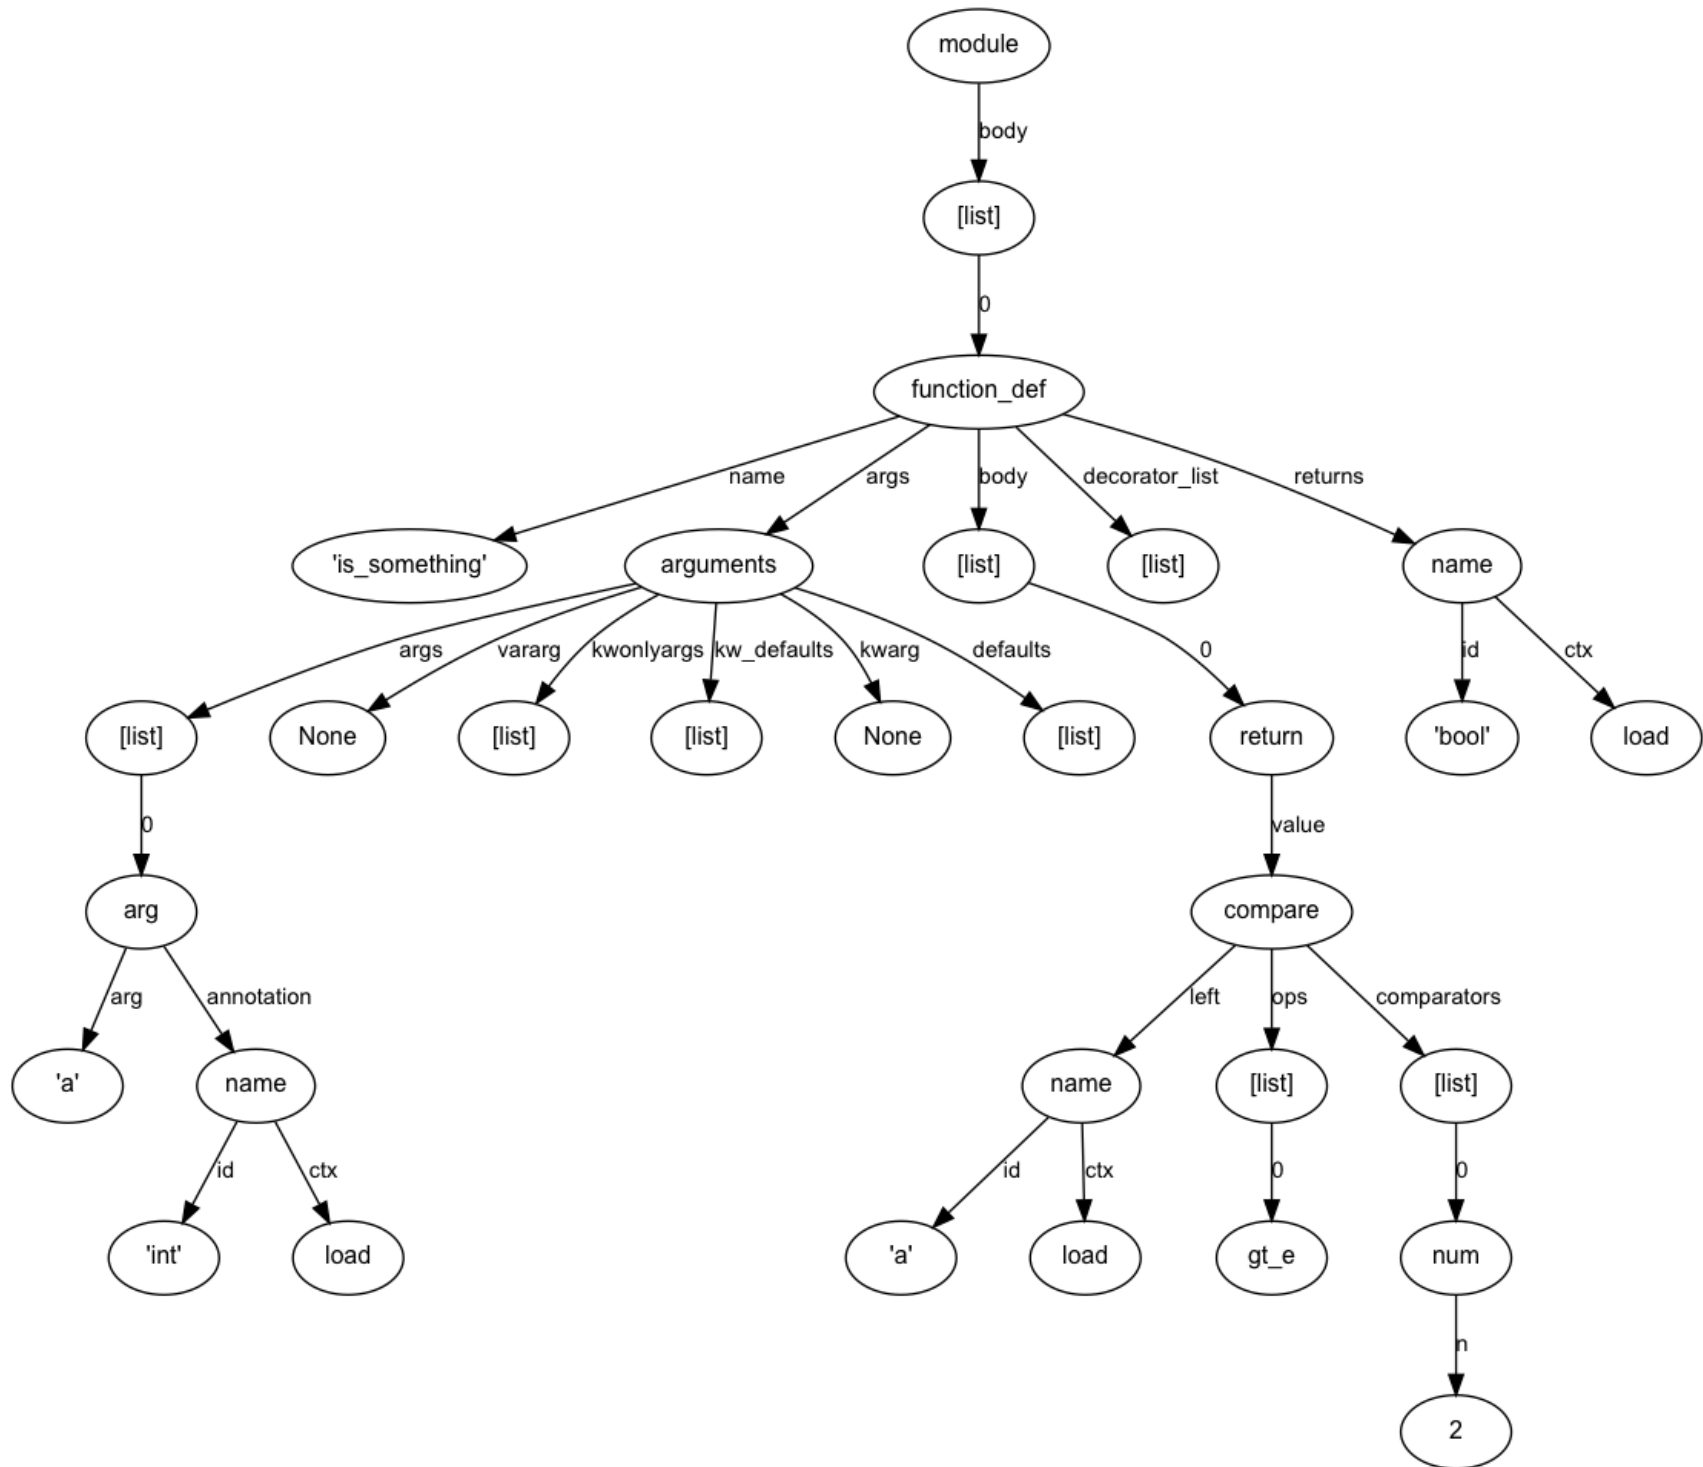 module
body
[list]
0
function_def
name args body decorator_list returns
'is_something' arguments [list] [list] name
args vararg kwonlyargs kw_defaults kwarg defaults 0 id ctx
[list] None [list] [list] None [list] return 'bool' load
0 value
arg compare
arg annotation left ops comparators
'a' name name [list] [list]
id ctx id ctx 0 0
'int' load 'a' load gt_e num
n
2